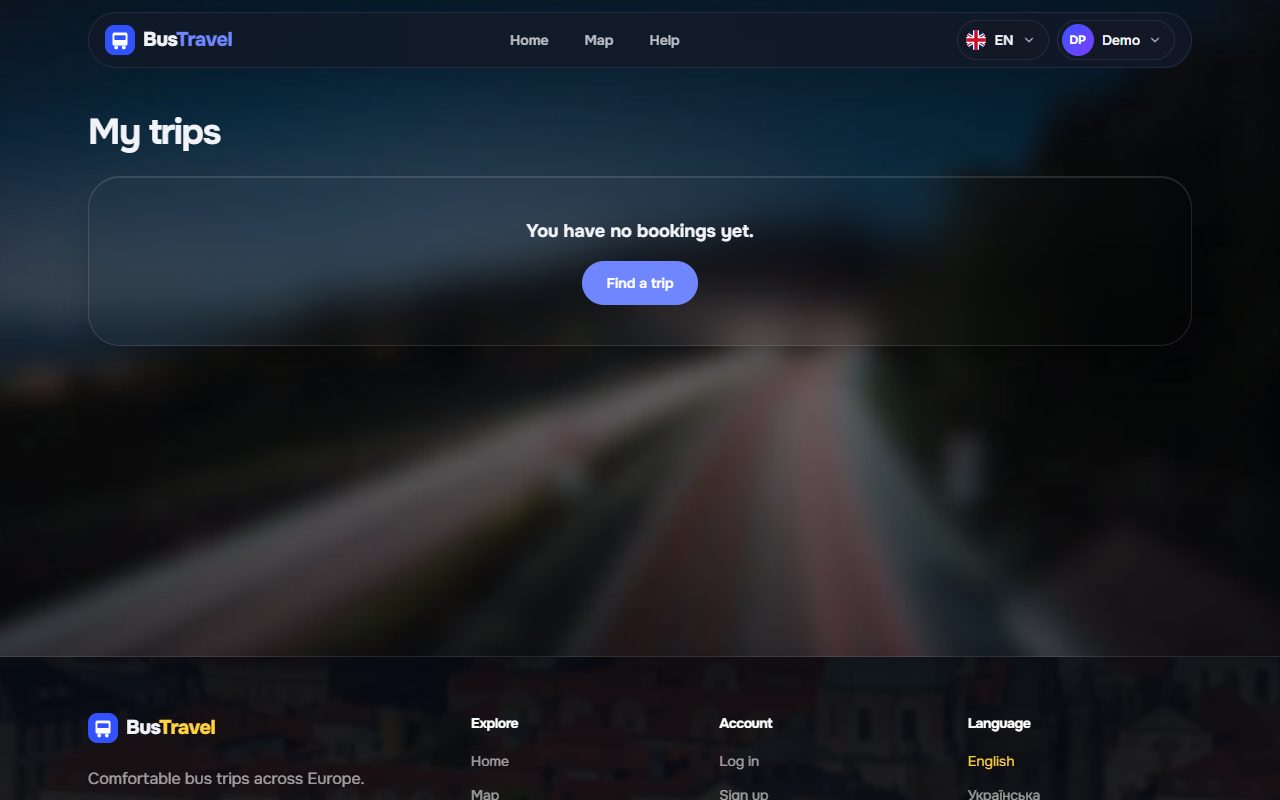 BusTravel
Home
Map
Help
EN
DP
Demo
My trips
You have no bookings yet.
Find a trip
BusTravel
Comfortable bus trips across Europe.
Explore
Home
Map
Account
Log in
Sign up
Language
English
Українська